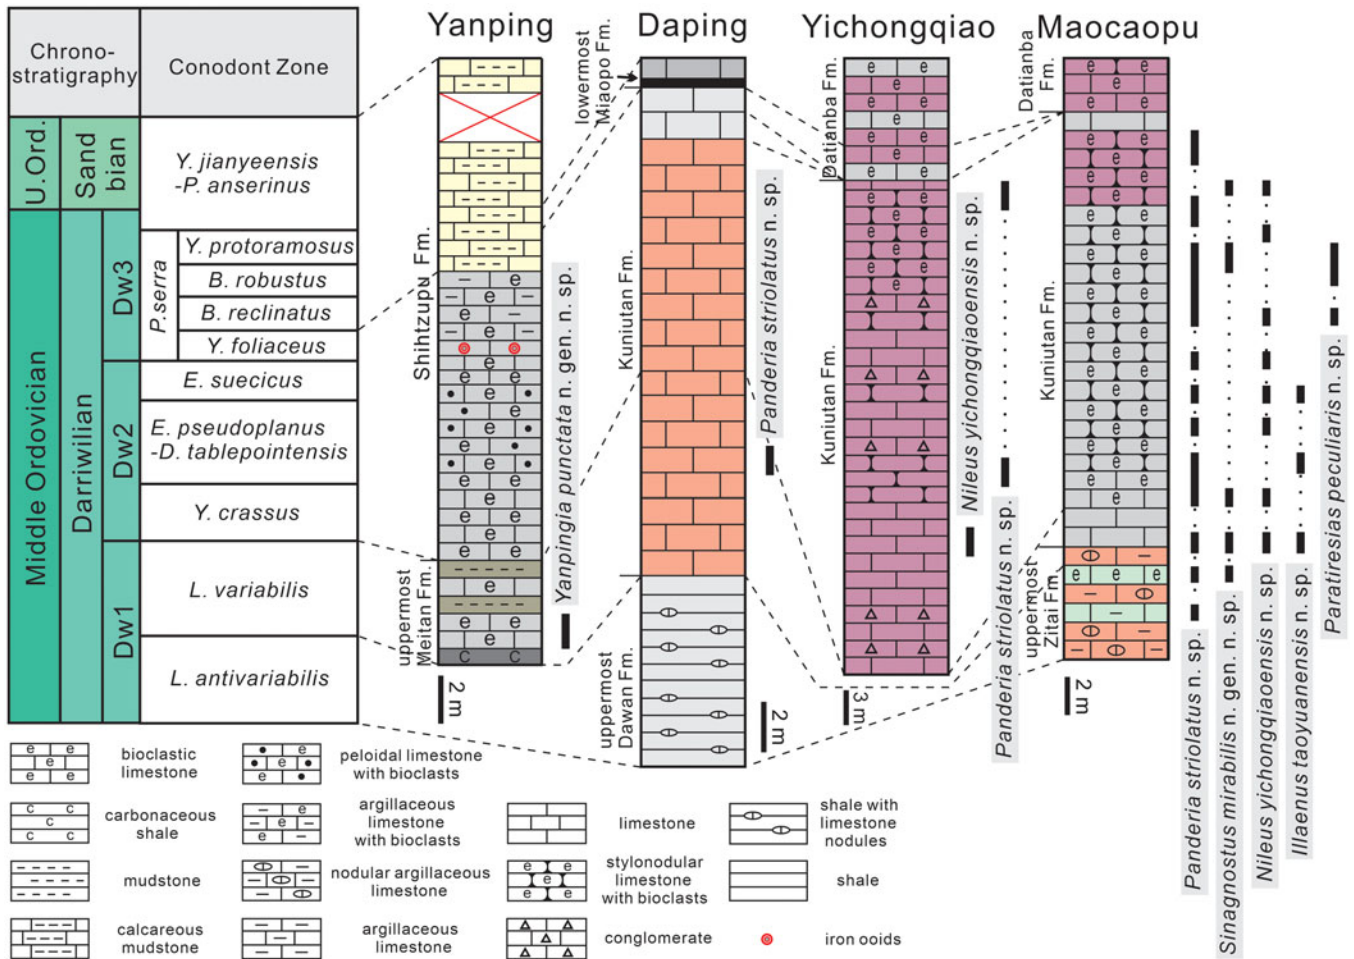 Yanping
Daping
Yichongqiao
Maocaopu
Chrono-
stratigraphy
Conodont Zone
U.Ord.
Sand
bian
Middle Ordovician
Darriwilian
Dw3
Dw2
Dw1
Y. jianyeensis
-P. anserinus
P.serra
Y. protoramosus
B. robustus
B. reclinatus
Y. foliaceus
E. suecicus
E. pseudoplanus
-D. tablepointensis
Y. crassus
L. variabilis
L. antivariabilis
Shihtzupu Fm.
uppermost
Meitan Fm.
2 m
Yanpingia punctata n. gen. n. sp.
lowermost
Miaopo Fm.
Kuniutan Fm.
uppermost
Dawan Fm.
2 m
Panderia striolatus n. sp.
Datianba Fm.
Kuniutan Fm.
3 m
Nileus yichongqiaoensis n. sp.
Panderia striolatus n. sp.
Datianba Fm.
Kuniutan Fm.
uppermost
Zitai Fm.
2 m
Panderia striolatus n. sp.
Sinagnostus mirabilis n. gen. n. sp.
Nileus yichongqiaoensis n. sp.
Illaenus taoyuanensis n. sp.
Paratiresias peculiaris n. sp.
bioclastic
limestone
peloidal limestone
with bioclasts
carbonaceous
shale
argillaceous
limestone
with bioclasts
limestone
shale with
limestone
nodules
mudstone
nodular argillaceous
limestone
stylonodular
limestone
with bioclasts
shale
calcareous
mudstone
argillaceous
limestone
conglomerate
iron ooids